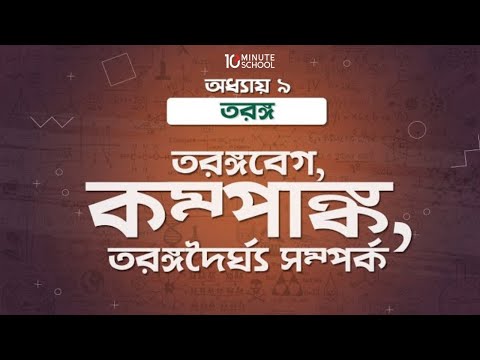 10 MINUTE
SCHOOL
অধ্যায় ৯
তরঙ্গ
তরঙ্গবেগ,
কম্পাঙ্ক,
তরঙ্গদৈর্ঘ্য সম্পর্ক